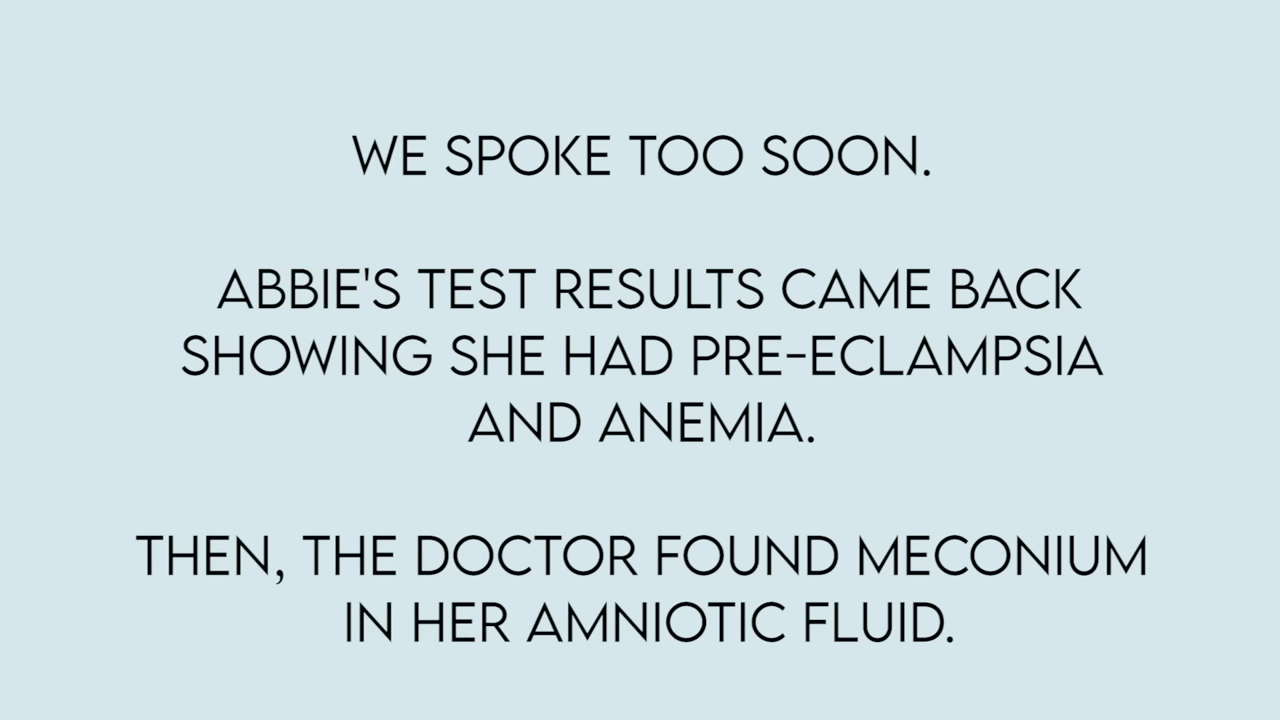 WE SPOKE TOO SOON.
ABBIE'S TEST RESULTS CAME BACK
SHOWING SHE HAD PRE-ECLAMPSIA
AND ANEMIA.
THEN, THE DOCTOR FOUND MECONIUM
IN HER AMNIOTIC FLUID.